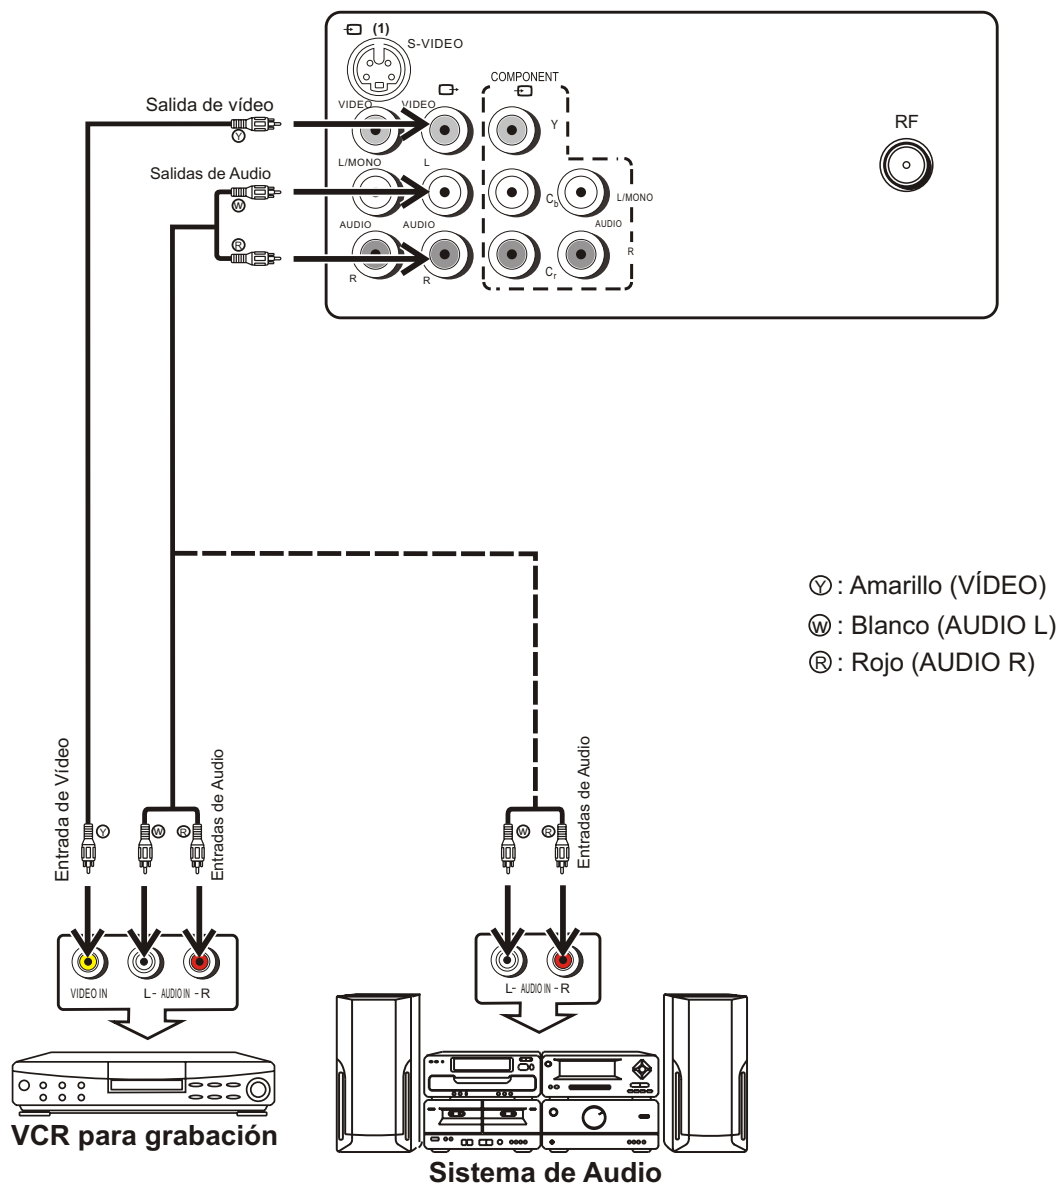 (1)
S-VIDEO
COMPONENT
Salida de vídeo
VIDEO
VIDEO
Y
Y
RF
Salidas de Audio
L/MONO
L
W
Cb
L/MONO
AUDIO
AUDIO
AUDIO
R
R
R
R
Cr
Y : Amarillo (VÍDEO)
W : Blanco (AUDIO L)
R : Rojo (AUDIO R)
Entrada de Vídeo
Y
W
R
Entradas de Audio
W
R
Entradas de Audio
VIDEO IN
L- AUDIO IN -R
L- AUDIO IN -R
VCR para grabación
Sistema de Audio